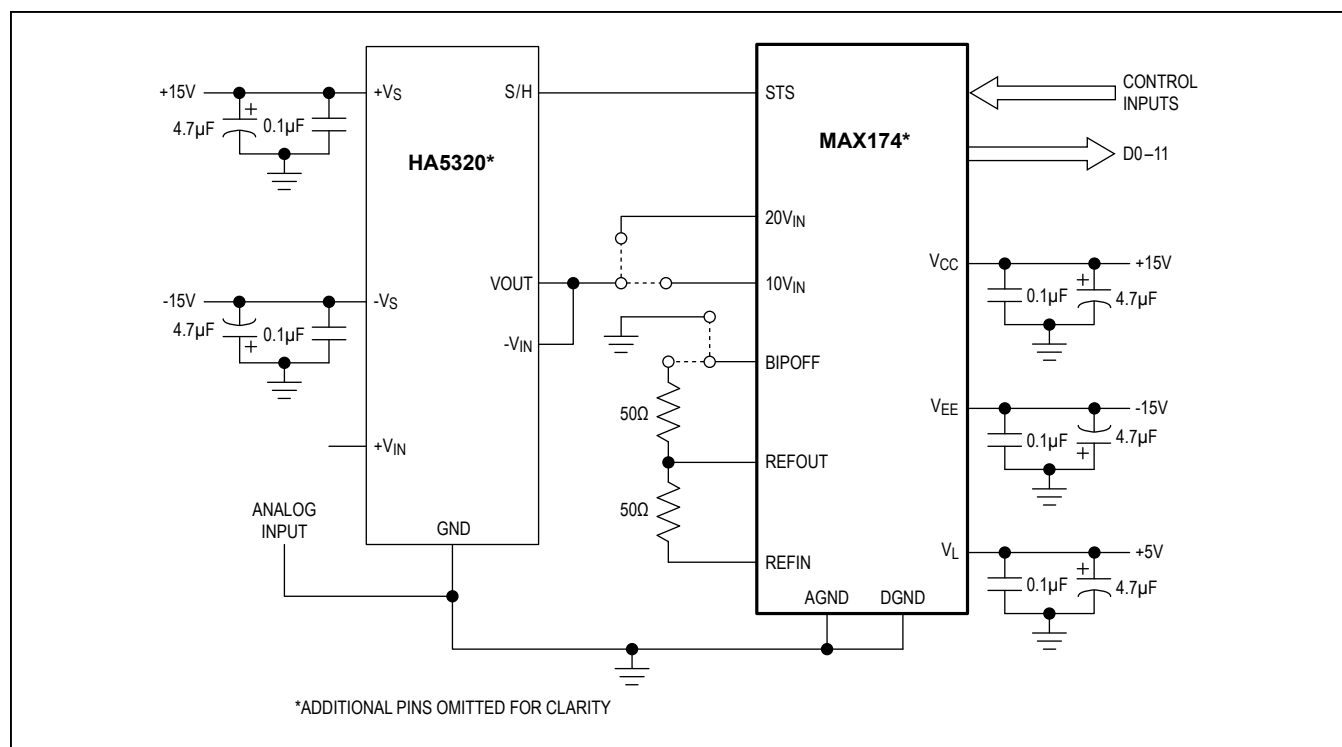 +15V
4.7µF
+
0.1µF
+VS
S/H
HA5320*
-15V
4.7µF
+
0.1µF
-VS
VOUT
-VIN
+VIN
ANALOG
INPUT
GND
STS
MAX174*
20VIN
10VIN
BIPOFF
50Ω
REFOUT
50Ω
REFIN
AGND
DGND
CONTROL
INPUTS
D0–11
VCC
+15V
0.1µF
+
4.7µF
VEE
-15V
0.1µF
+
4.7µF
VL
+5V
0.1µF
+
4.7µF
*ADDITIONAL PINS OMITTED FOR CLARITY